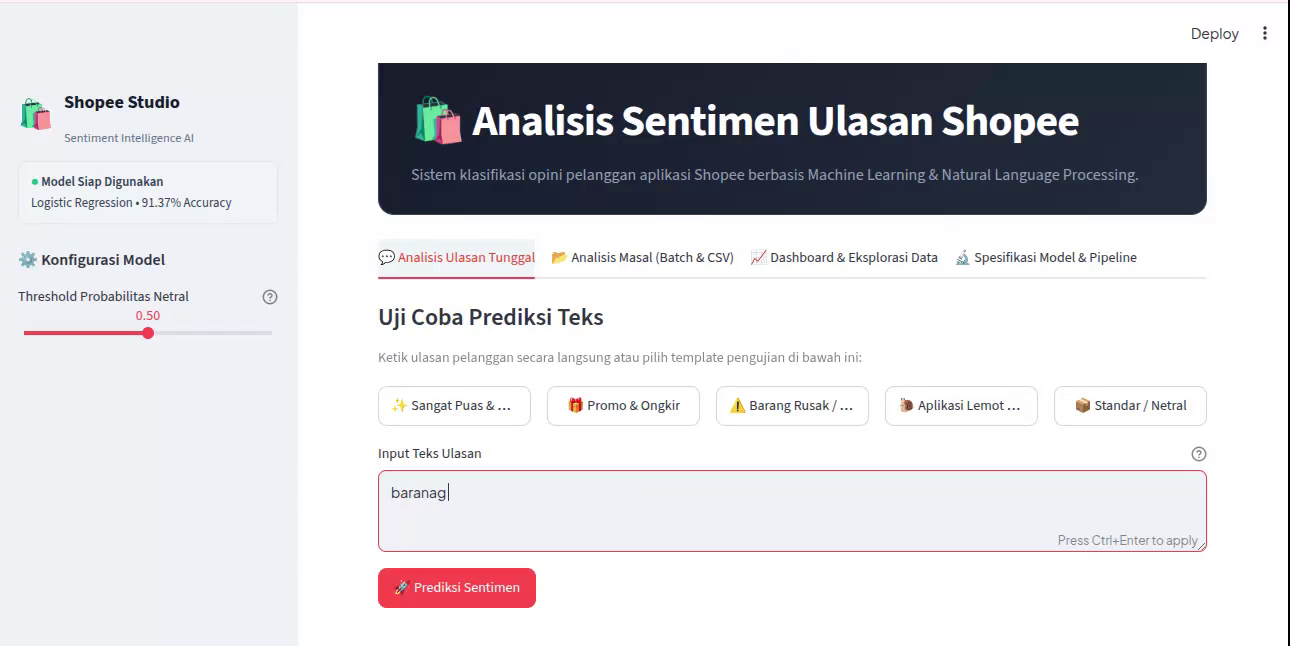 Deploy
Shopee Studio
Sentiment Intelligence AI
Model Siap Digunakan
Logistic Regression • 91.37% Accuracy
Konfigurasi Model
Threshold Probabilitas Netral
0.50
Analisis Sentimen Ulasan Shopee
Sistem klasifikasi opini pelanggan aplikasi Shopee berbasis Machine Learning & Natural Language Processing.
Analisis Ulasan Tunggal
Analisis Masal (Batch & CSV)
Dashboard & Eksplorasi Data
Spesifikasi Model & Pipeline
Uji Coba Prediksi Teks
Ketik ulasan pelanggan secara langsung atau pilih template pengujian di bawah ini:
Sangat Puas & ...
Promo & Ongkir
Barang Rusak / ...
Aplikasi Lemot ...
Standar / Netral
Input Teks Ulasan
baranag
Press Ctrl+Enter to apply
Prediksi Sentimen